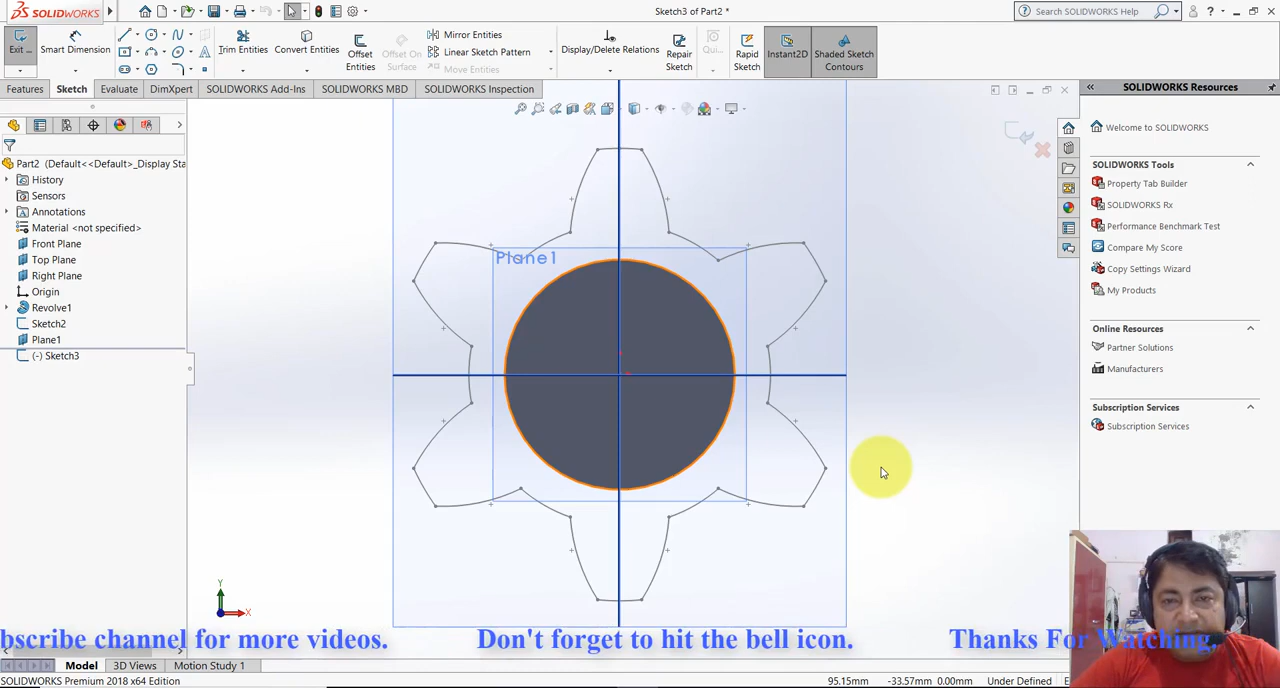 SOLIDWORKS
Sketch3 of Part2 *
Search SOLIDWORKS Help
Exit ...
Smart Dimension
Trim Entities
Convert Entities
Offset Entities
Offset On Surface
Mirror Entities
Linear Sketch Pattern
Move Entities
Display/Delete Relations
Repair Sketch
Qui...
Rapid Sketch
Instant2D
Shaded Sketch Contours
Features
Sketch
Evaluate
DimXpert
SOLIDWORKS Add-Ins
SOLIDWORKS MBD
SOLIDWORKS Inspection
Part2 (Default<<Default>_Display Sta
History
Sensors
Annotations
Material <not specified>
Front Plane
Top Plane
Right Plane
Origin
Revolve1
Sketch2
Plane1
(-) Sketch3
Plane1
Y
X
SOLIDWORKS Resources
Welcome to SOLIDWORKS
SOLIDWORKS Tools
Property Tab Builder
SOLIDWORKS Rx
Performance Benchmark Test
Compare My Score
Copy Settings Wizard
My Products
Online Resources
Partner Solutions
Manufacturers
Subscription Services
Subscription Services
bscribe channel for more videos.
Don't forget to hit the bell icon.
Thanks For Watching,
Model
3D Views
Motion Study 1
SOLIDWORKS Premium 2018 x64 Edition
95.15mm
-33.57mm
0.00mm
Under Defined